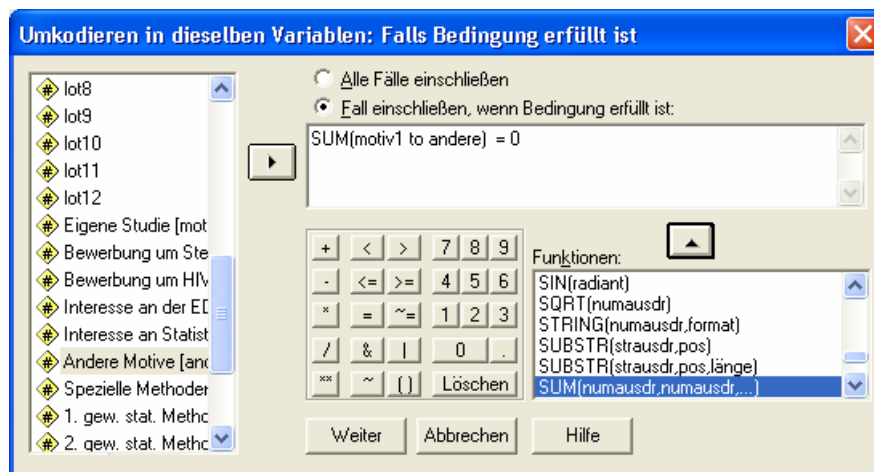 Umkodieren in dieselben Variablen: Falls Bedingung erfüllt ist
lot8
lot9
lot10
lot11
lot12
Eigene Studie [mot
Bewerbung um Ste
Bewerbung um HIV
Interesse an der ED
Interesse an Statist
Andere Motive [and
Spezielle Methoden
1. gew. stat. Metho
2. gew. stat. Metho
Alle Fälle einschließen
Fall einschließen, wenn Bedingung erfüllt ist:
SUM(motiv1 to andere) = 0
+ < > 7 8 9
- <= >= 4 5 6
* = ~= 1 2 3
/ & | 0 .
** ~ () Löschen
Funktionen:
SIN(radiant)
SQRT(numausdr)
STRING(numausdr,format)
SUBSTR(strausdr,pos)
SUBSTR(strausdr,pos,länge)
SUM(numausdr,numausdr,...)
Weiter Abbrechen Hilfe